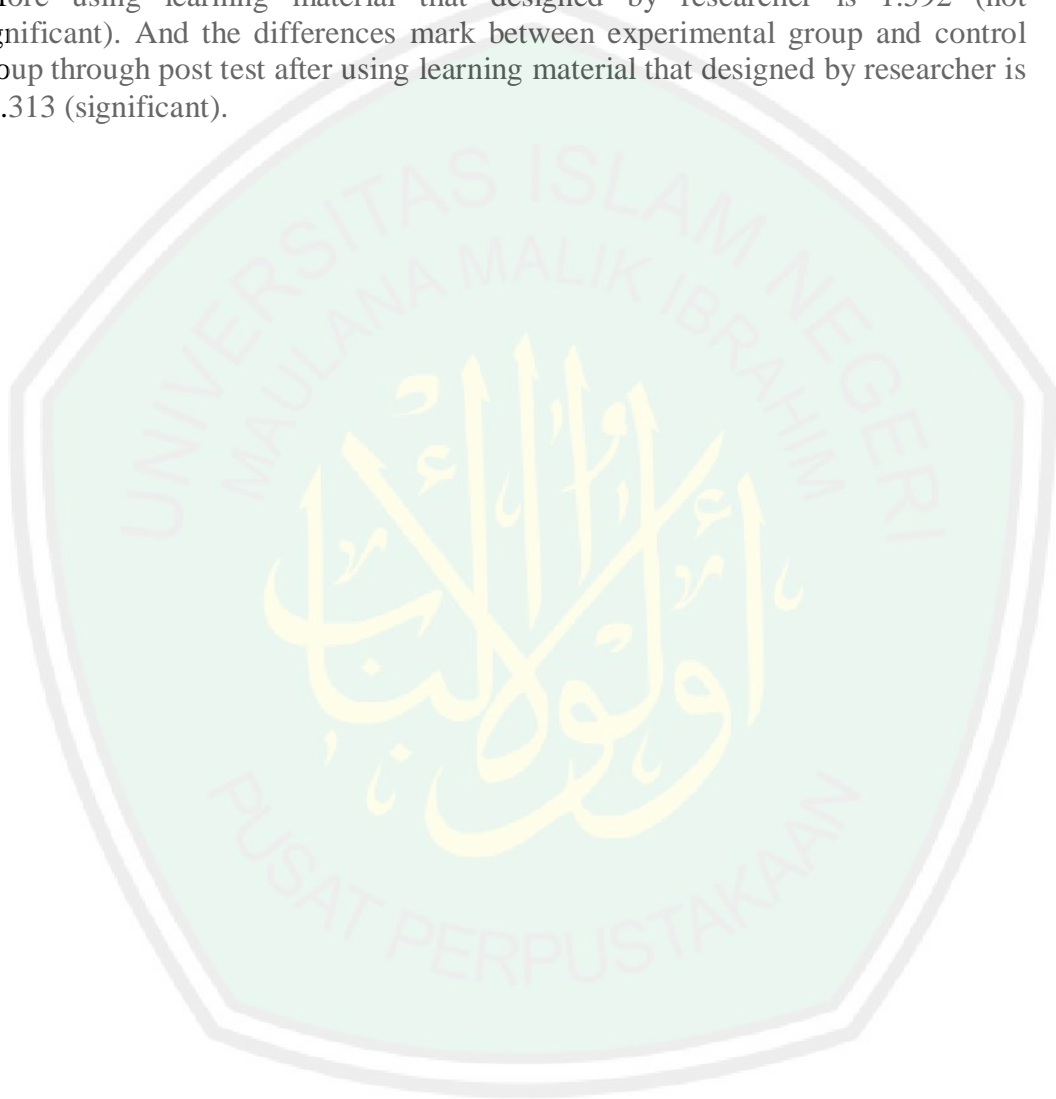 fore using learning material that designed by researcher is (not
gnificant). And the differences mark between experimental group and control
oup through post test after using learning material that designed by researcher is
.313 (significant).
UNIVERSITAS ISLAM NEGERI
MAULANA MALIK IBRAHIM
أولو الألباب
PUSAT PERPUSTAKAAN